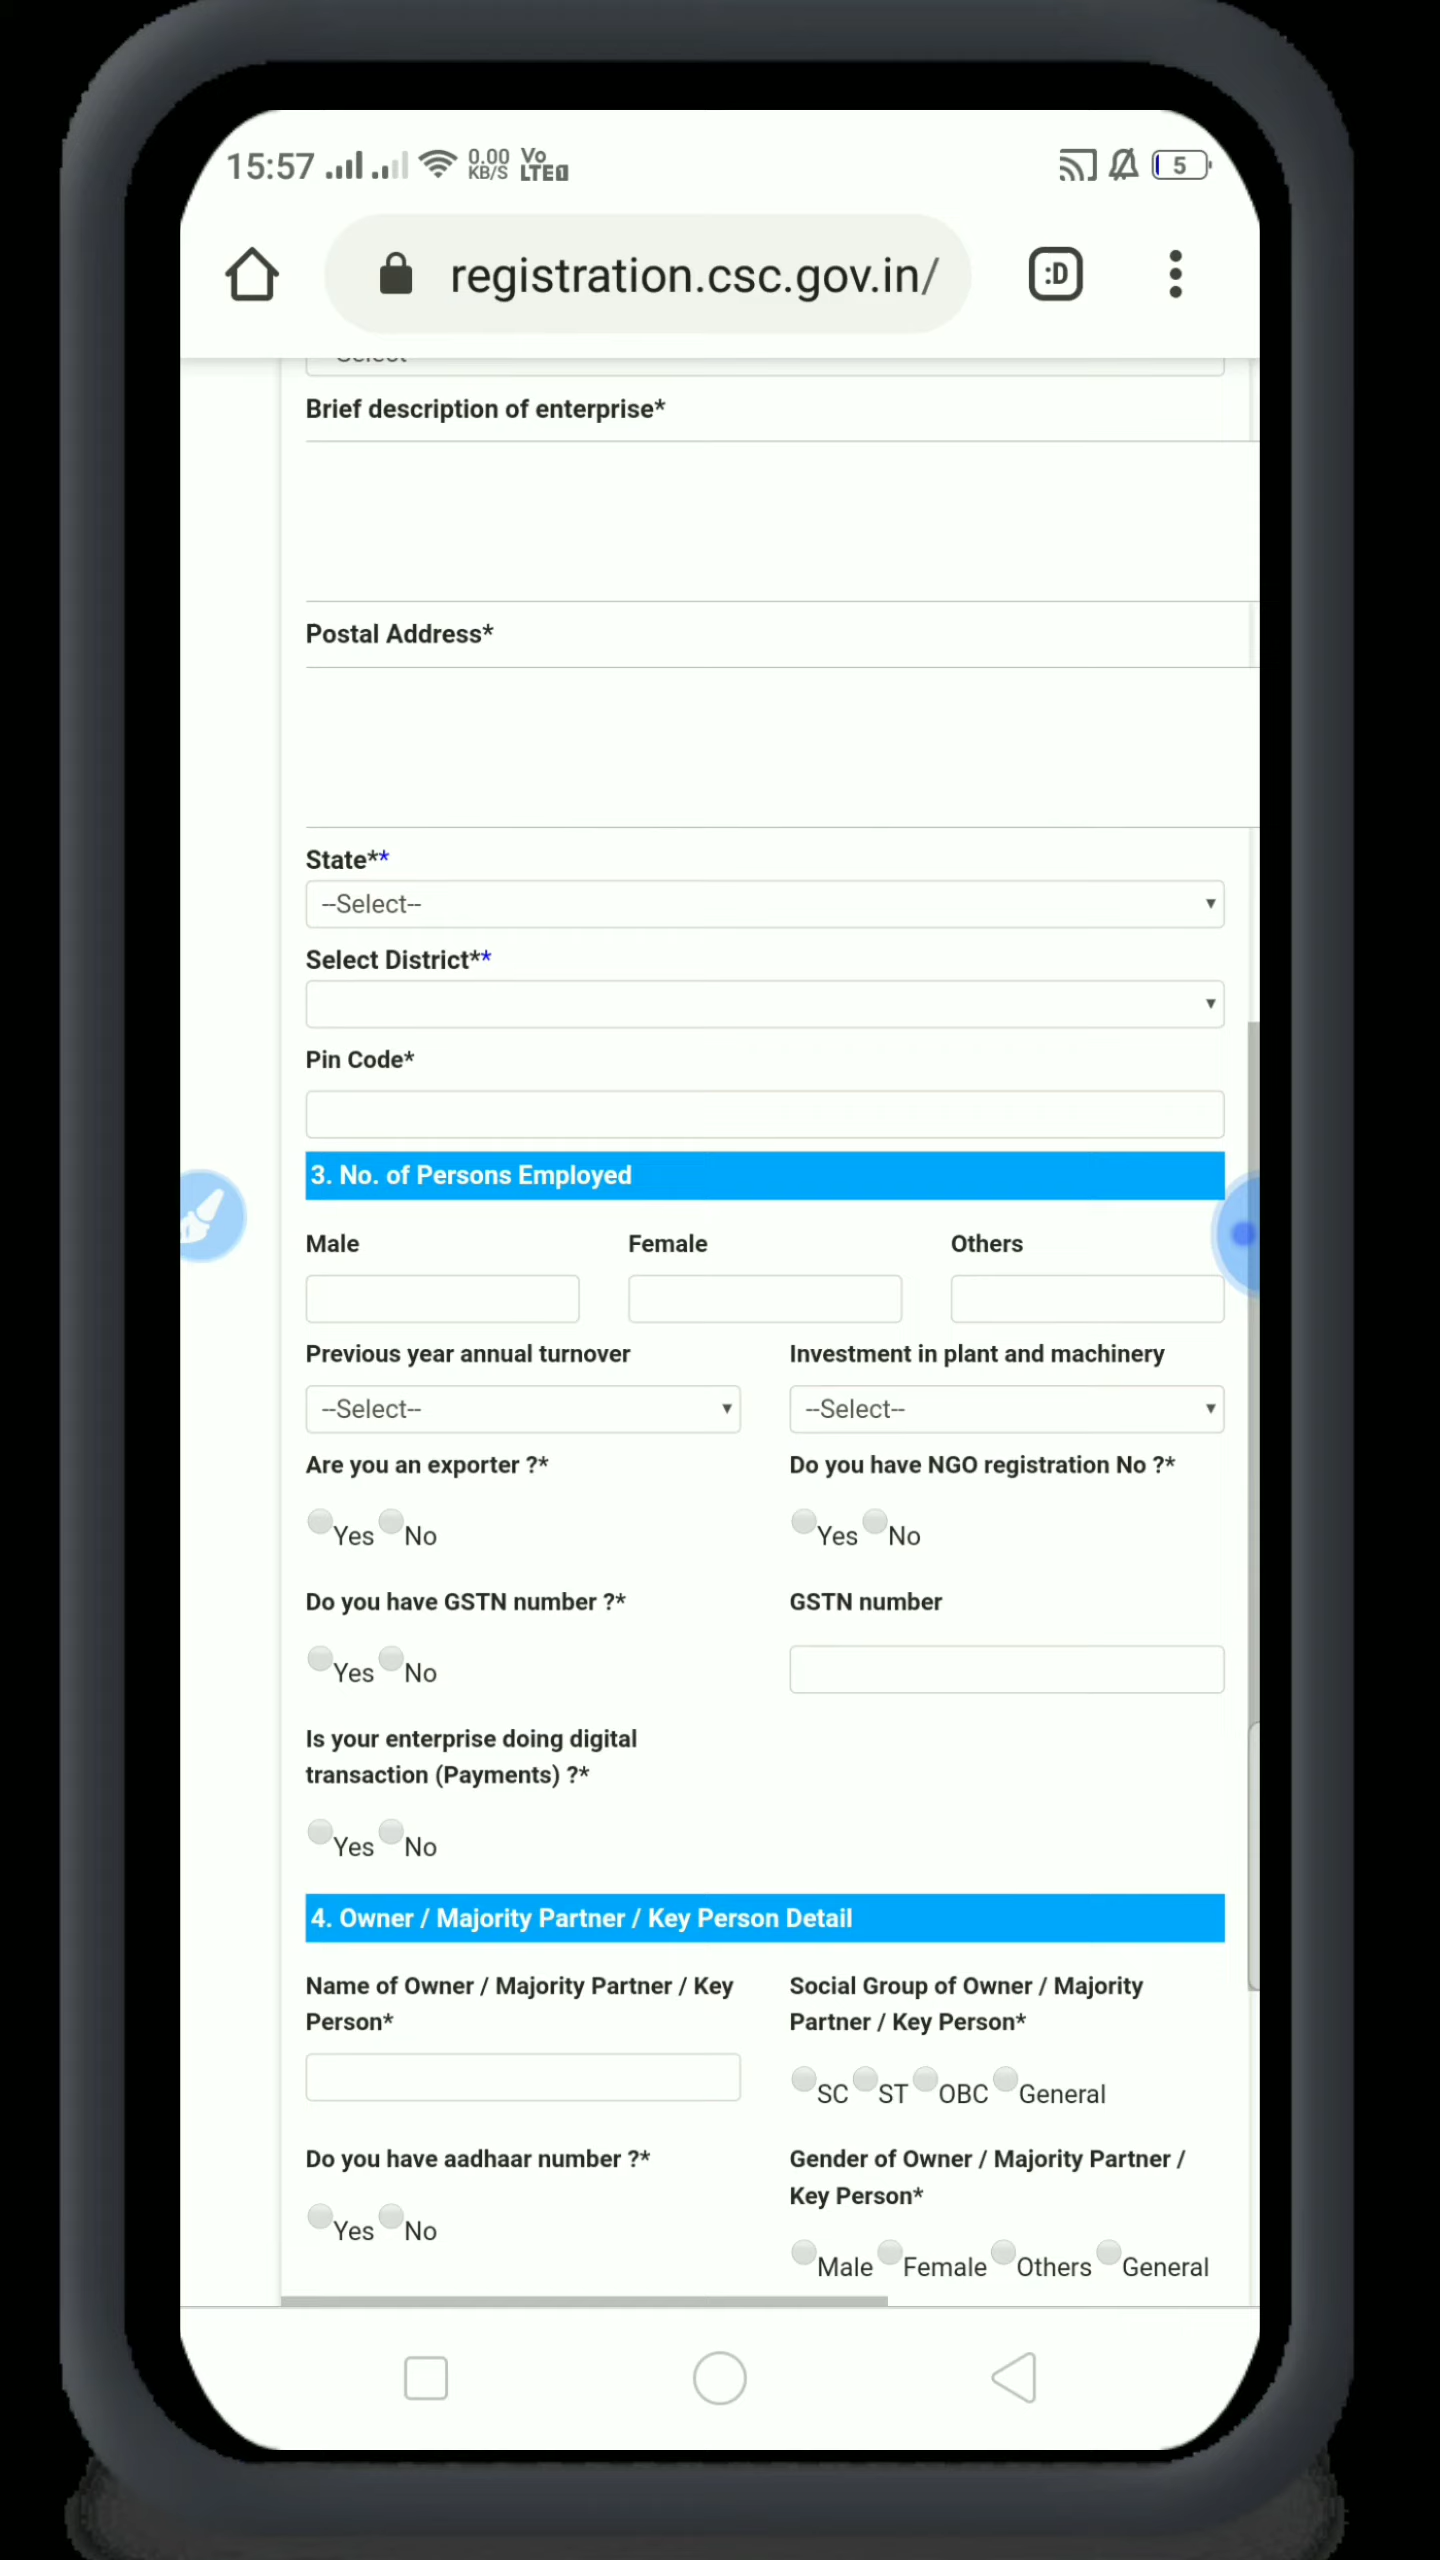 15:57 0.00 KB/S Vo LTE 5
registration.csc.gov.in/ :D
Brief description of enterprise*
Postal Address*
State**
--Select--
Select District**
Pin Code*
3. No. of Persons Employed
Male Female Others
Previous year annual turnover Investment in plant and machinery
--Select-- --Select--
Are you an exporter ?* Do you have NGO registration No ?*
Yes No Yes No
Do you have GSTN number ?* GSTN number
Yes No
Is your enterprise doing digital
transaction (Payments) ?*
Yes No
4. Owner / Majority Partner / Key Person Detail
Name of Owner / Majority Partner / Key
Person*
Social Group of Owner / Majority
Partner / Key Person*
SC ST OBC General
Do you have aadhaar number ?*
Yes No
Gender of Owner / Majority Partner /
Key Person*
Male Female Others General